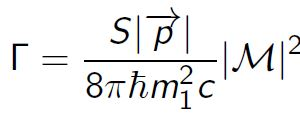 Γ = S|p⃗| / 8πħm₁²c |ℳ|²